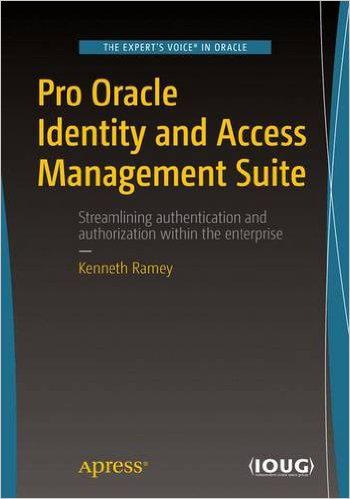 THE EXPERT'S VOICE® IN ORACLE
Pro Oracle
Identity and Access
Management Suite
Streamlining authentication and
authorization within the enterprise
—
Kenneth Ramey
Apress®
IOUG